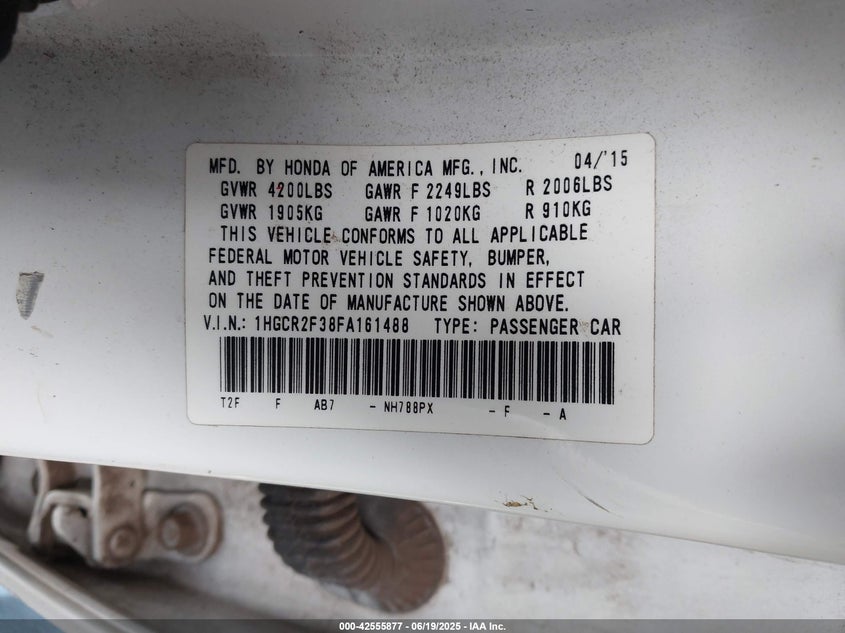 MFD. BY HONDA OF AMERICA MFG., INC. 04/'15
GVWR 4200LBS GAWR F 2249LBS R 2006LBS
GVWR 1905KG GAWR F 1020KG R 910KG
THIS VEHICLE CONFORMS TO ALL APPLICABLE
FEDERAL MOTOR VEHICLE SAFETY, BUMPER,
AND THEFT PREVENTION STANDARDS IN EFFECT
ON THE DATE OF MANUFACTURE SHOWN ABOVE.
V.I.N.: 1HGCR2F38FA161488 TYPE: PASSENGER CAR
T2F F AB7 - NH788PX - F - A
000-42555877 - 06/19/2025 - IAA Inc.